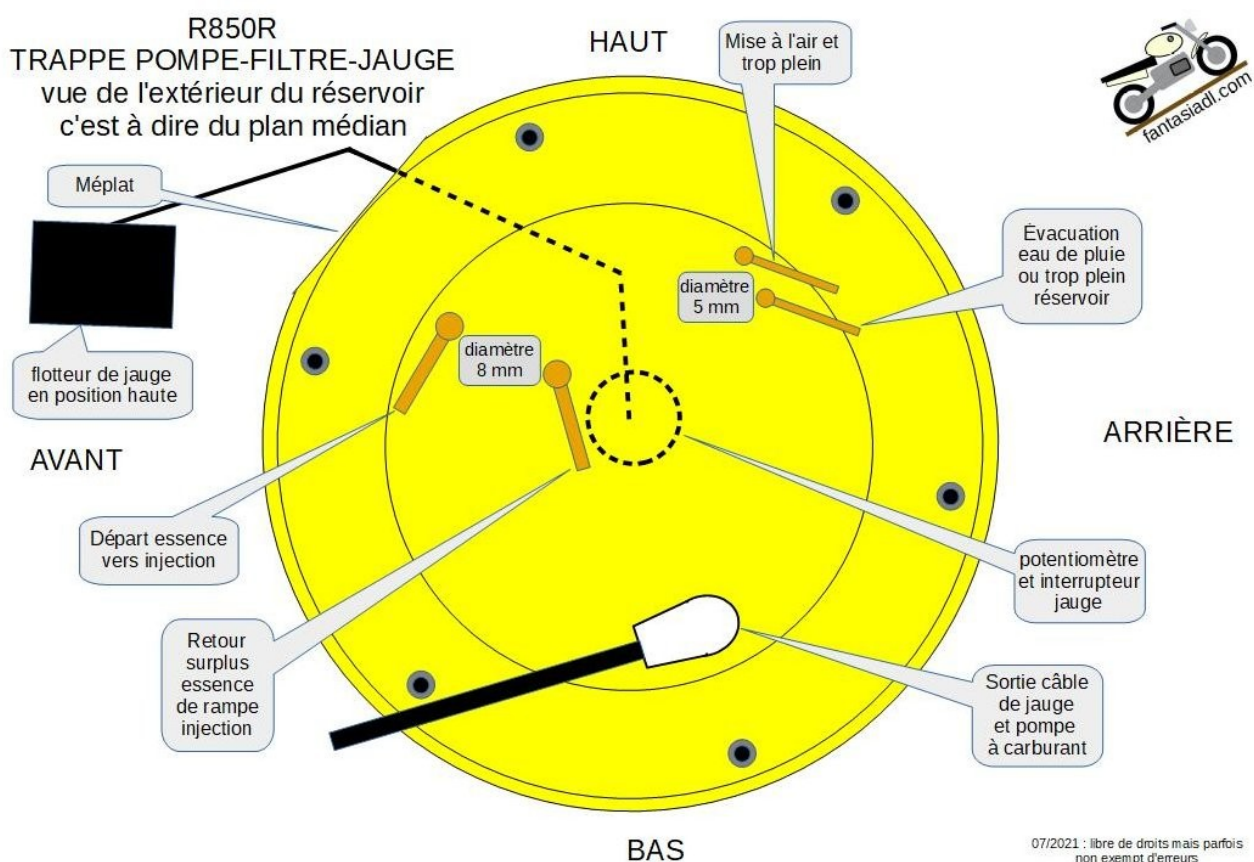 R850R
TRAPPE POMPE-FILTRE-JAUGE
vue de l'extérieur du réservoir
c'est à dire du plan médian
HAUT
Mise à l'air et
trop plein
fantasiadl.com
Méplat
Évacuation
eau de pluie
ou trop plein
réservoir
diamètre
5 mm
diamètre
8 mm
flotteur de jauge
en position haute
AVANT
ARRIÈRE
Départ essence
vers injection
potentiomètre
et interrupteur
jauge
Retour
surplus
essence
de rampe
injection
Sortie câble
de jauge
et pompe
à carburant
BAS
07/2021 : libre de droits mais parfois
non exempt d'erreurs